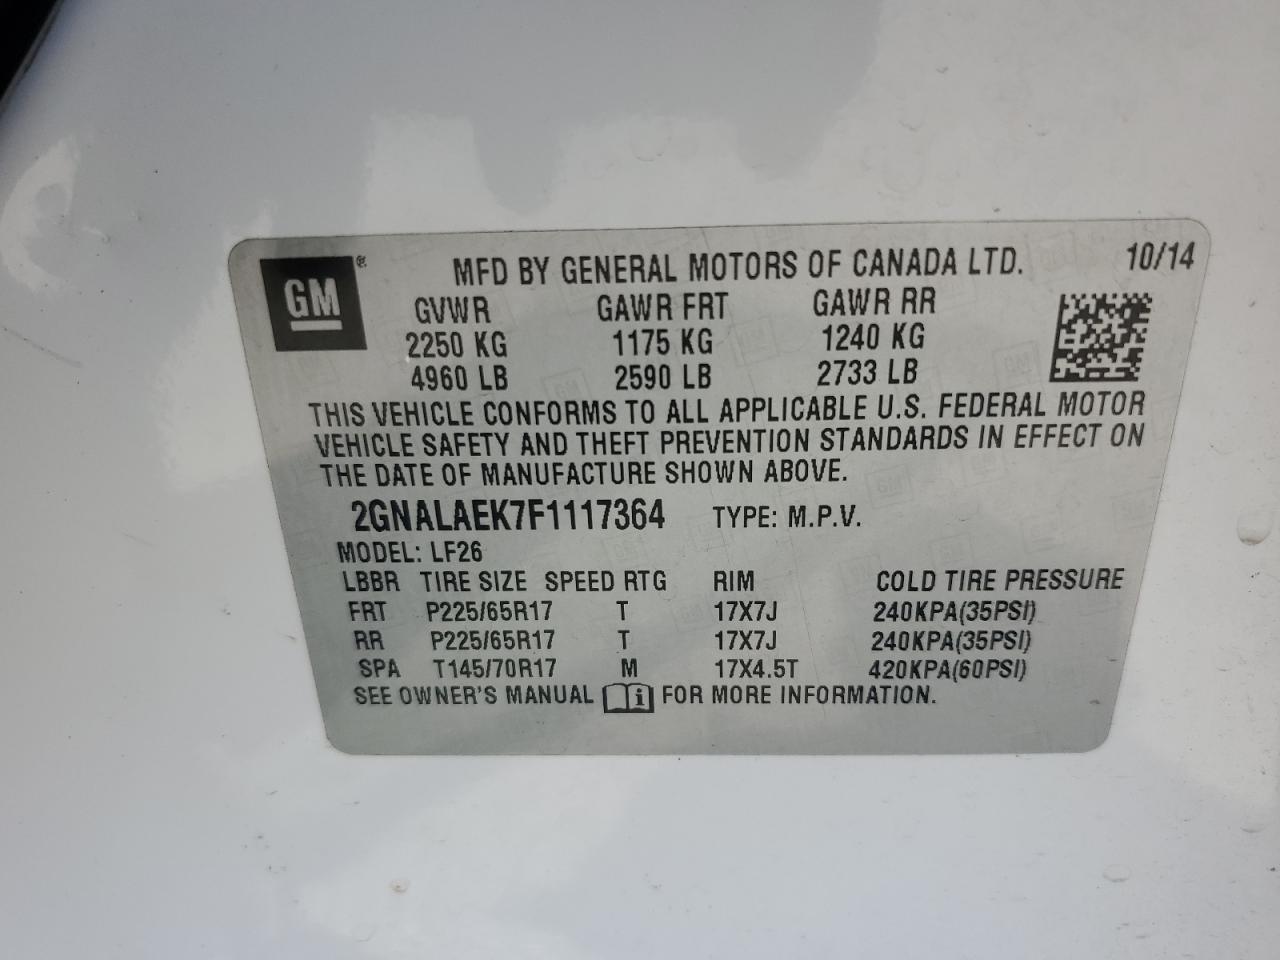 GM®
MFD BY GENERAL MOTORS OF CANADA LTD. 10/14
GVWR GAWR FRT GAWR RR
2250 KG 1175 KG 1240 KG
4960 LB 2590 LB 2733 LB
THIS VEHICLE CONFORMS TO ALL APPLICABLE U.S. FEDERAL MOTOR
VEHICLE SAFETY AND THEFT PREVENTION STANDARDS IN EFFECT ON
THE DATE OF MANUFACTURE SHOWN ABOVE.
2GNALAEK7F1117364 TYPE: M.P.V.
MODEL: LF26
LBBR TIRE SIZE SPEED RTG RIM COLD TIRE PRESSURE
FRT P225/65R17 T 17X7J 240KPA(35PSI)
RR P225/65R17 T 17X7J 240KPA(35PSI)
SPA T145/70R17 M 17X4.5T 420KPA(60PSI)
SEE OWNER'S MANUAL i FOR MORE INFORMATION.